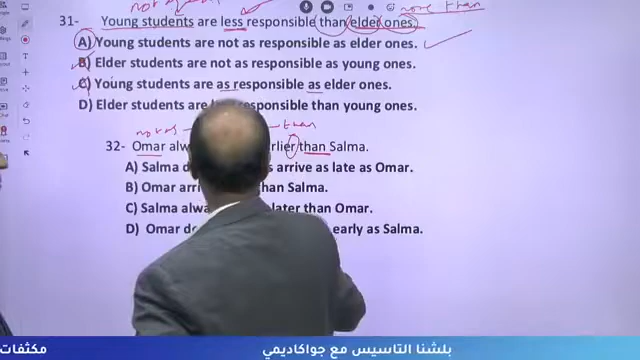 more than
31- Young students are less responsible than elder ones.
A) Young students are not as responsible as elder ones.
B) Elder students are not as responsible as young ones.
C) Young students are as responsible as elder ones.
D) Elder students are responsible than young ones.
not as than
32- Omar than Salma.
A) Salma arrive as late as Omar.
B) Omar than Salma.
C) Salma later than Omar.
D) Omar early as Salma.
بلشنا التاسيس مع جواكاديمي
مكثفات